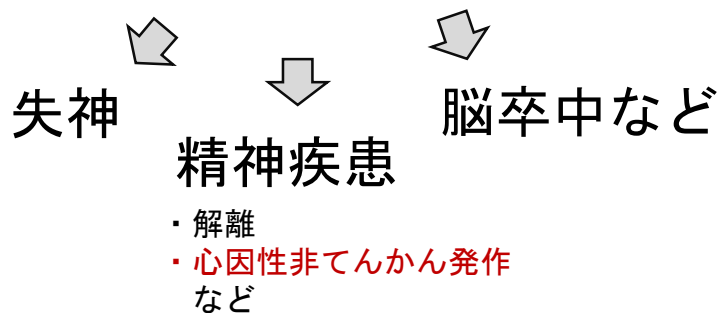 失神
脳卒中など
精神疾患
・解離
・心因性非てんかん発作
など